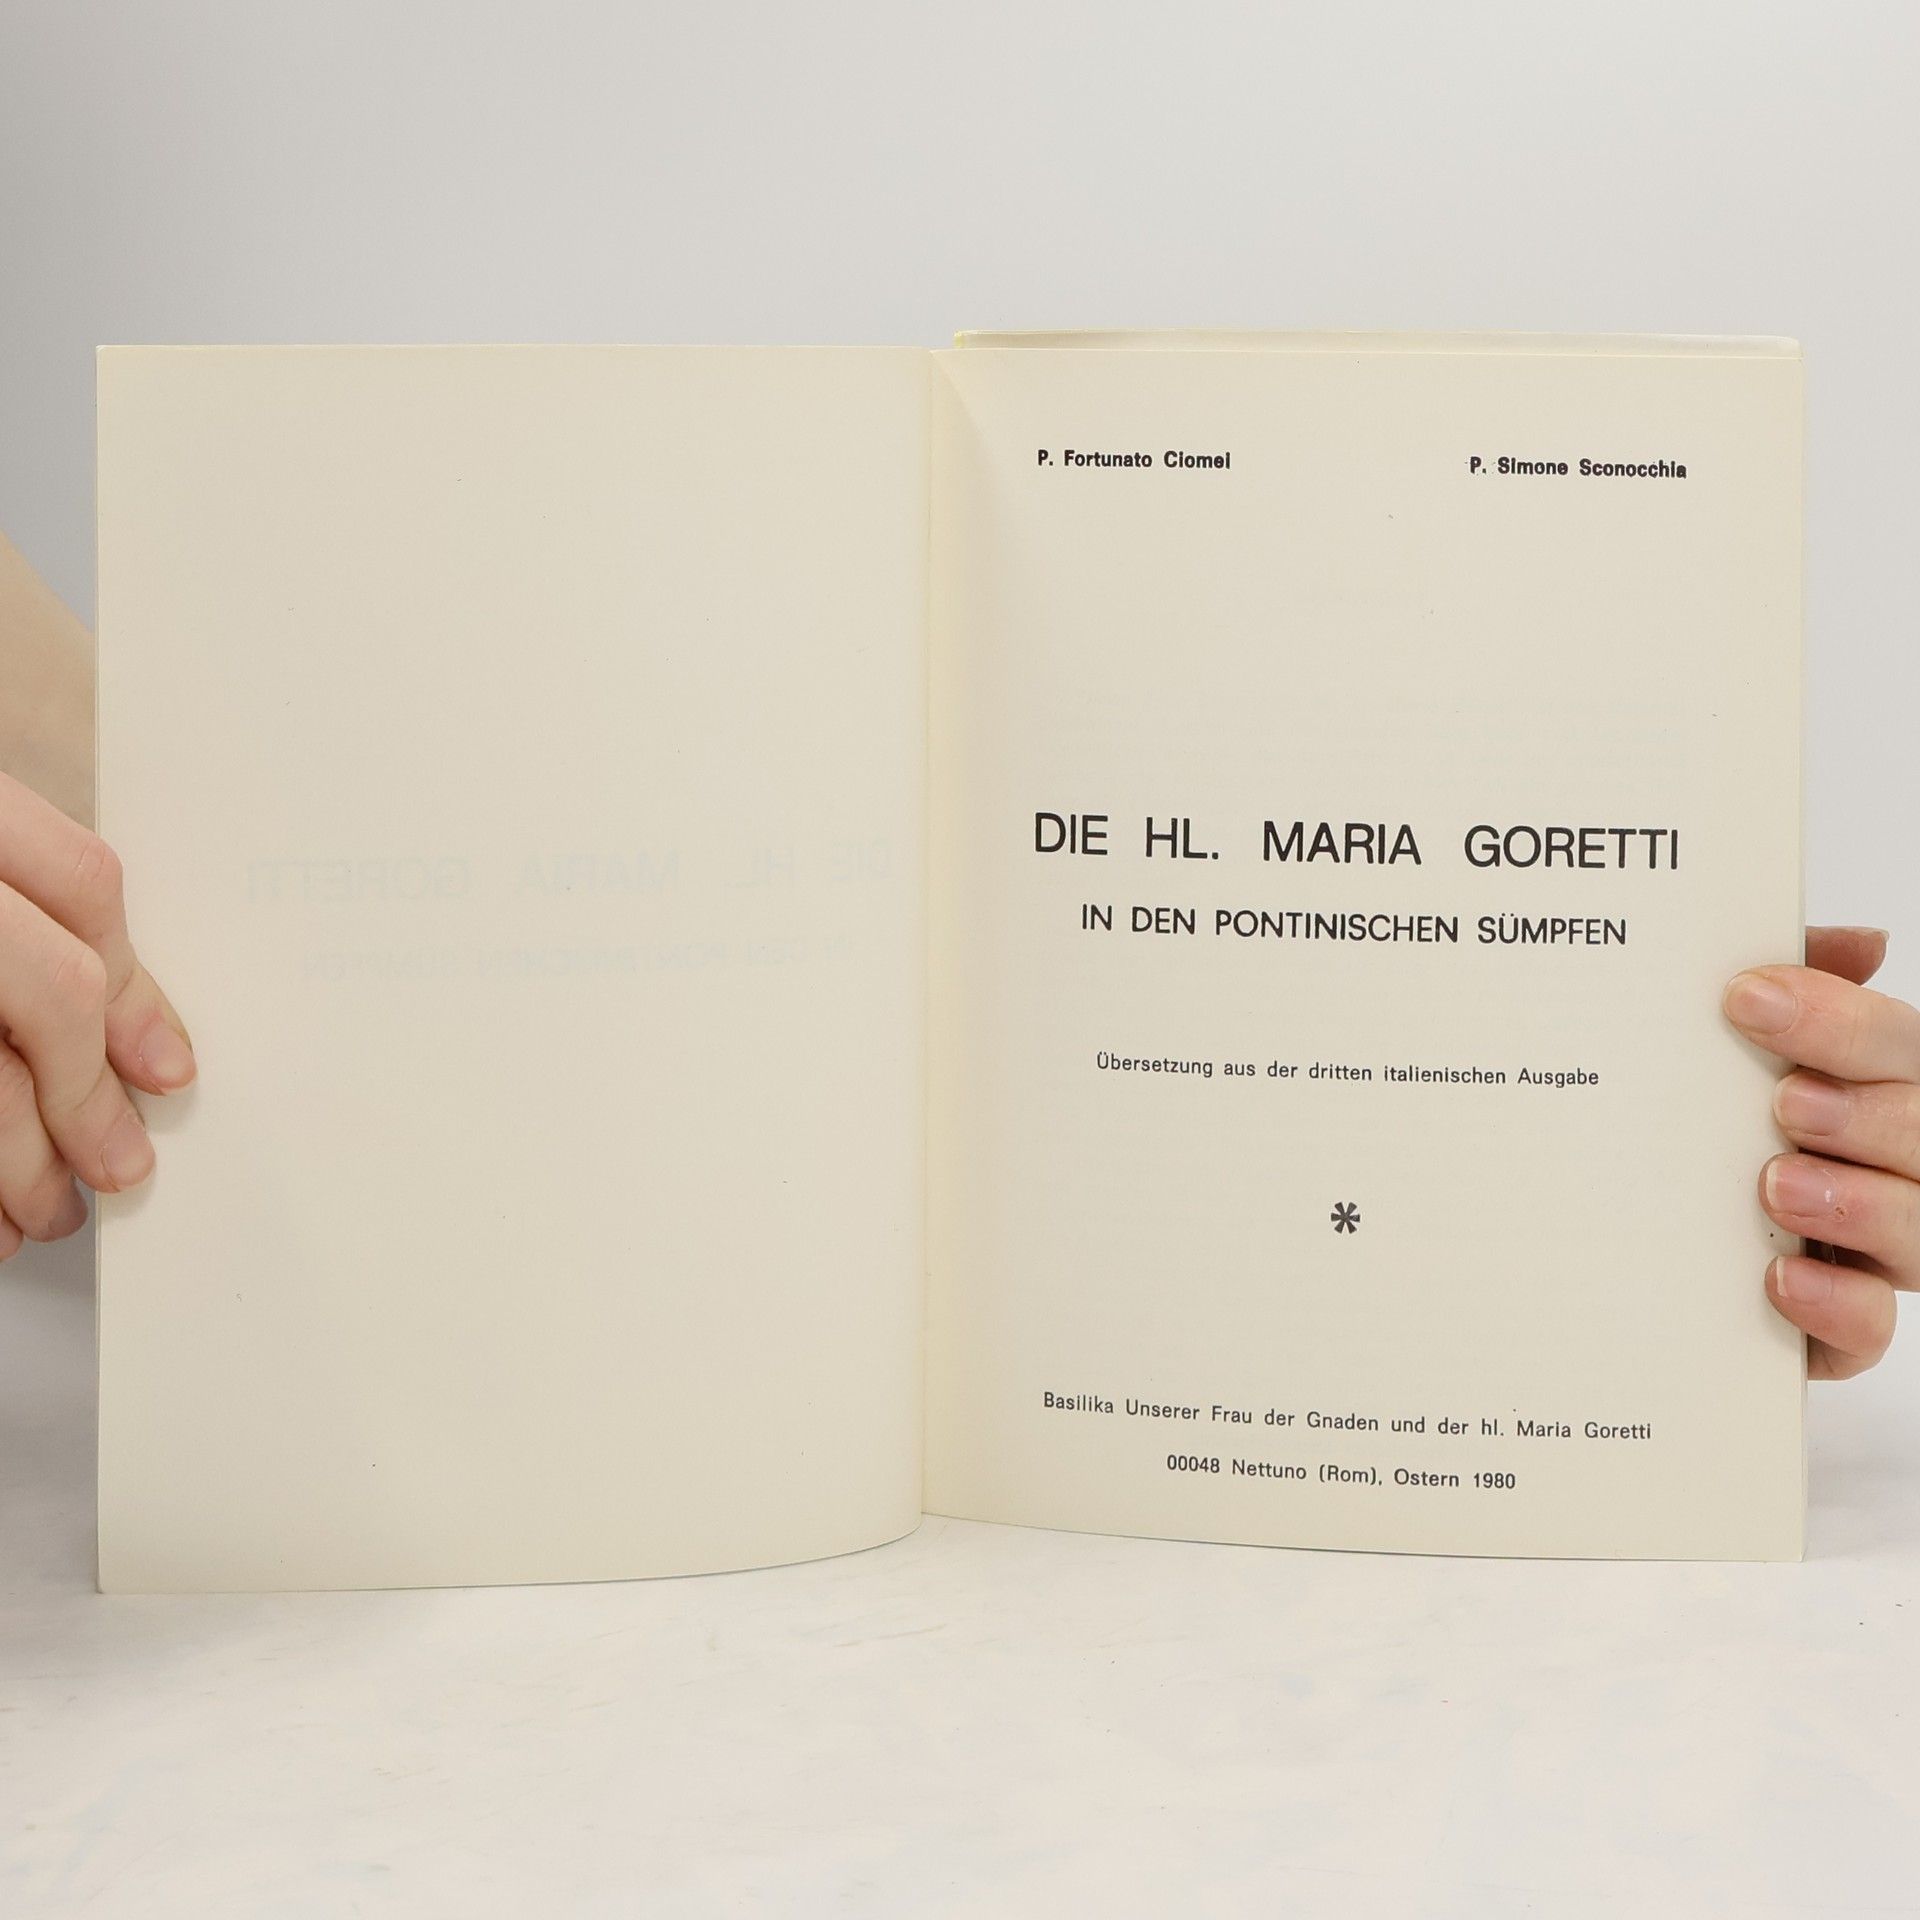 P. Fortunato Ciomei
P. Simone Sconocchia
DIE HL. MARIA GORETTI
IN DEN PONTINISCHEN SÜMPFEN
Übersetzung aus der dritten italienischen Ausgabe
*
Basilika Unserer Frau der Gnaden und der hl. Maria Goretti
00048 Nettuno (Rom), Ostern 1980